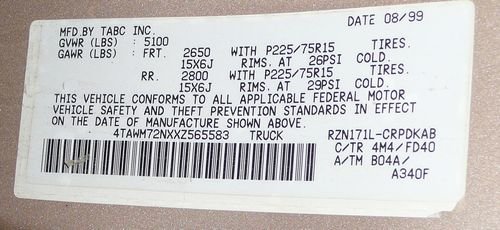 MFD.BY TABC INC. DATE 08/99
GVWR (LBS) : 5100
GAWR (LBS) : FRT. 2650 WITH P225/75R15 TIRES.
15X6J RIMS. AT 26PSI COLD.
RR. 2800 WITH P225/75R15 TIRES.
15X6J RIMS. AT 29PSI COLD.
THIS VEHICLE CONFORMS TO ALL APPLICABLE FEDERAL MOTOR
VEHICLE SAFETY AND THEFT PREVENTION STANDARDS IN EFFECT
ON THE DATE OF MANUFACTURE SHOWN ABOVE.
4TAWM72NXXZ565583 TRUCK RZN171L-CRPDKAB
C/TR 4M4/FD40
A/TM B04A/
A340F